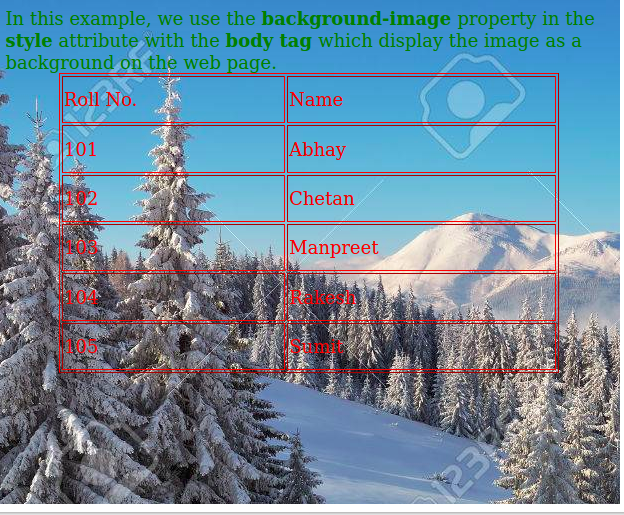 In this example, we use the background-image property in the
style attribute with the body tag which display the image as a
background on the web page.
Roll No. Name
101 Abhay
102 Chetan
103 Manpreet
104 Rakesh
105 Sumit
123RF
123RF